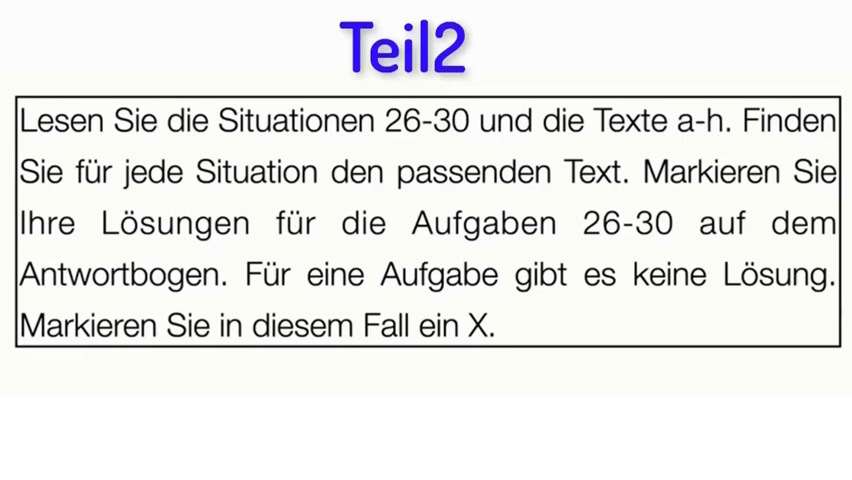 Teil2
Lesen Sie die Situationen 26-30 und die Texte a-h. Finden
Sie für jede Situation den passenden Text. Markieren Sie
Ihre Lösungen für die Aufgaben 26-30 auf dem
Antwortbogen. Für eine Aufgabe gibt es keine Lösung.
Markieren Sie in diesem Fall ein X.